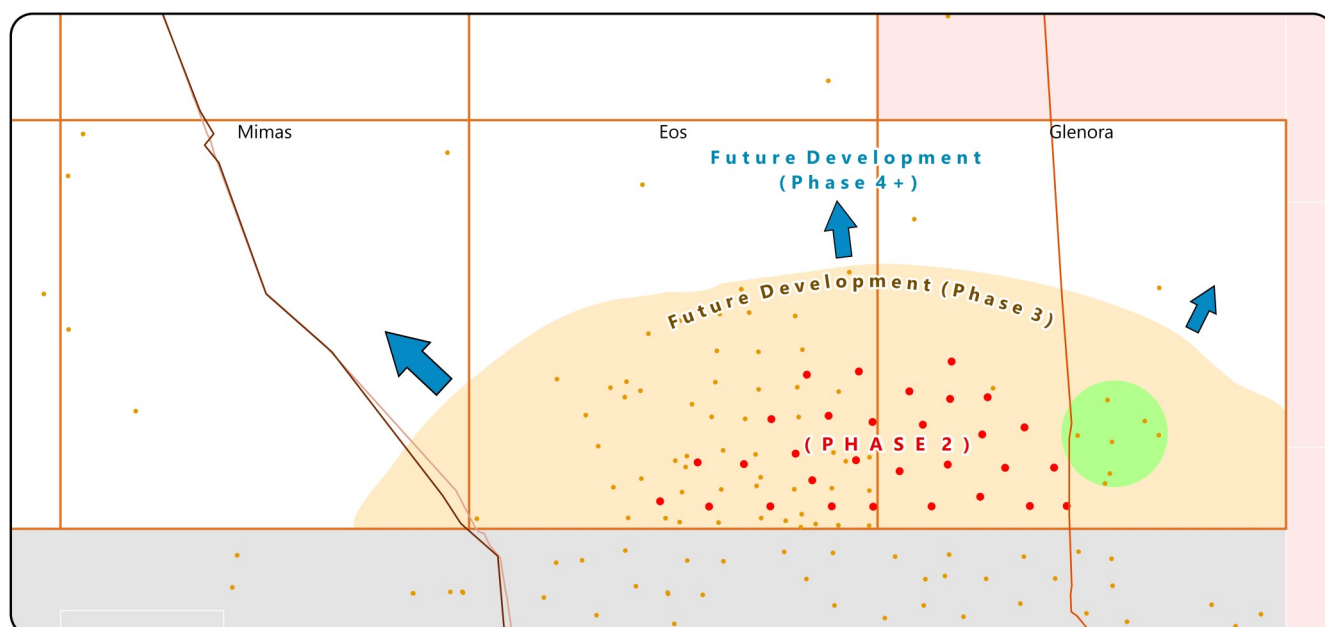 Mimas
Eos
Glenora
Future Development
(Phase 4+)
Future Development (Phase 3)
(PHASE 2)